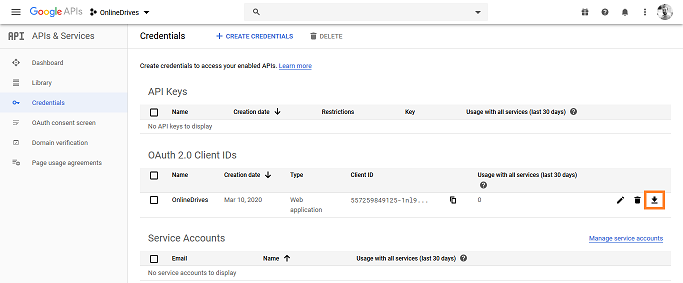 Google APIs OnlineDrives
API APIs & Services Credentials + CREATE CREDENTIALS DELETE
Dashboard
Library
Credentials
OAuth consent screen
Domain verification
Page usage agreements
Create credentials to access your enabled APIs. Learn more
API Keys
Name Creation date Restrictions Key Usage with all services (last 30 days)
No API keys to display
OAuth 2.0 Client IDs
Name Creation date Type Client ID Usage with all services (last 30 days)
OnlineDrives Mar 10, 2020 Web application 557259849125-1nl9... 0
Service Accounts Manage service accounts
Email Name Usage with all services (last 30 days)
No service accounts to display